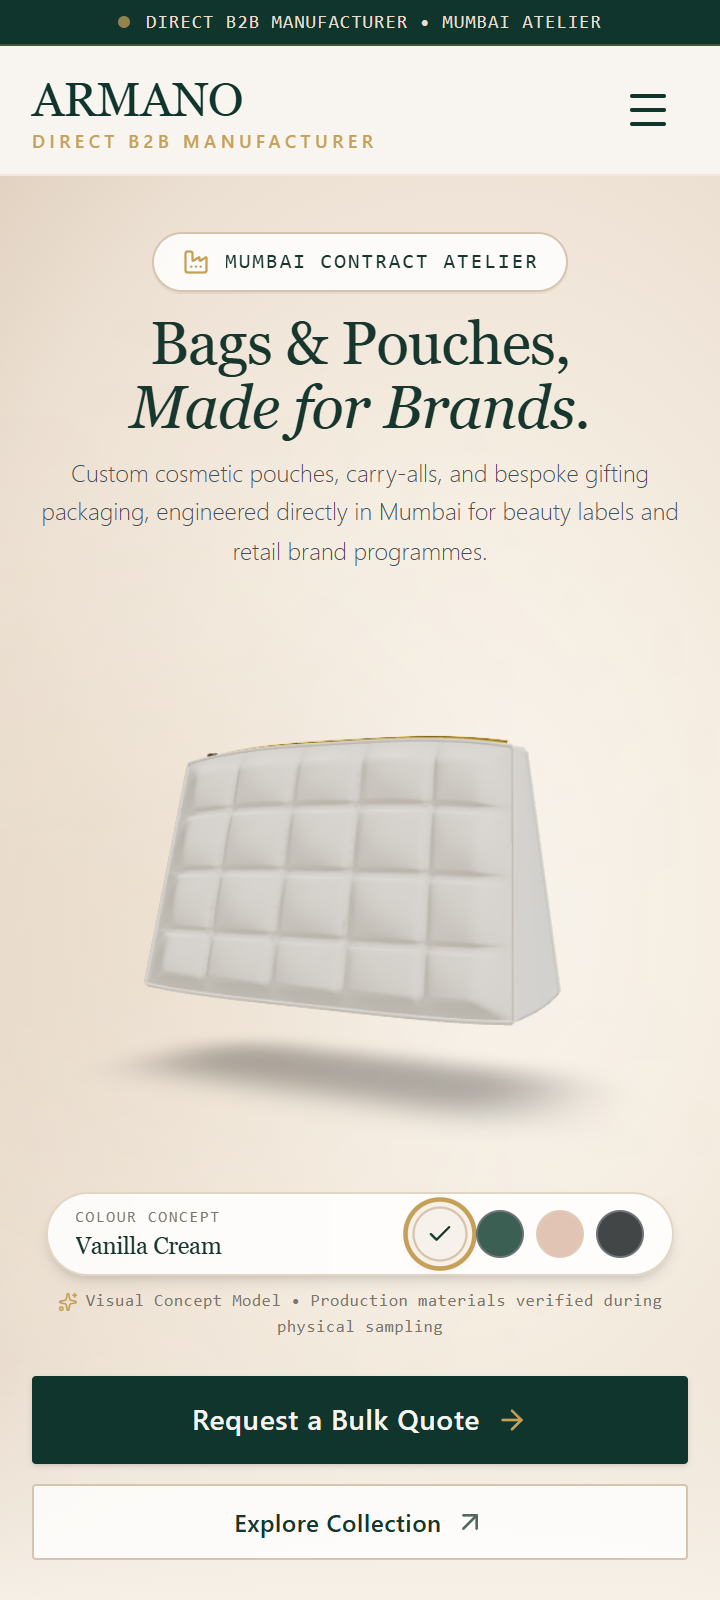 DIRECT B2B MANUFACTURER • MUMBAI ATELIER
ARMANO
DIRECT B2B MANUFACTURER
MUMBAI CONTRACT ATELIER
Bags & Pouches,
Made for Brands.
Custom cosmetic pouches, carry-alls, and bespoke gifting
packaging, engineered directly in Mumbai for beauty labels and
retail brand programmes.
COLOUR CONCEPT
Vanilla Cream
Visual Concept Model • Production materials verified during
physical sampling
Request a Bulk Quote →
Explore Collection ↗